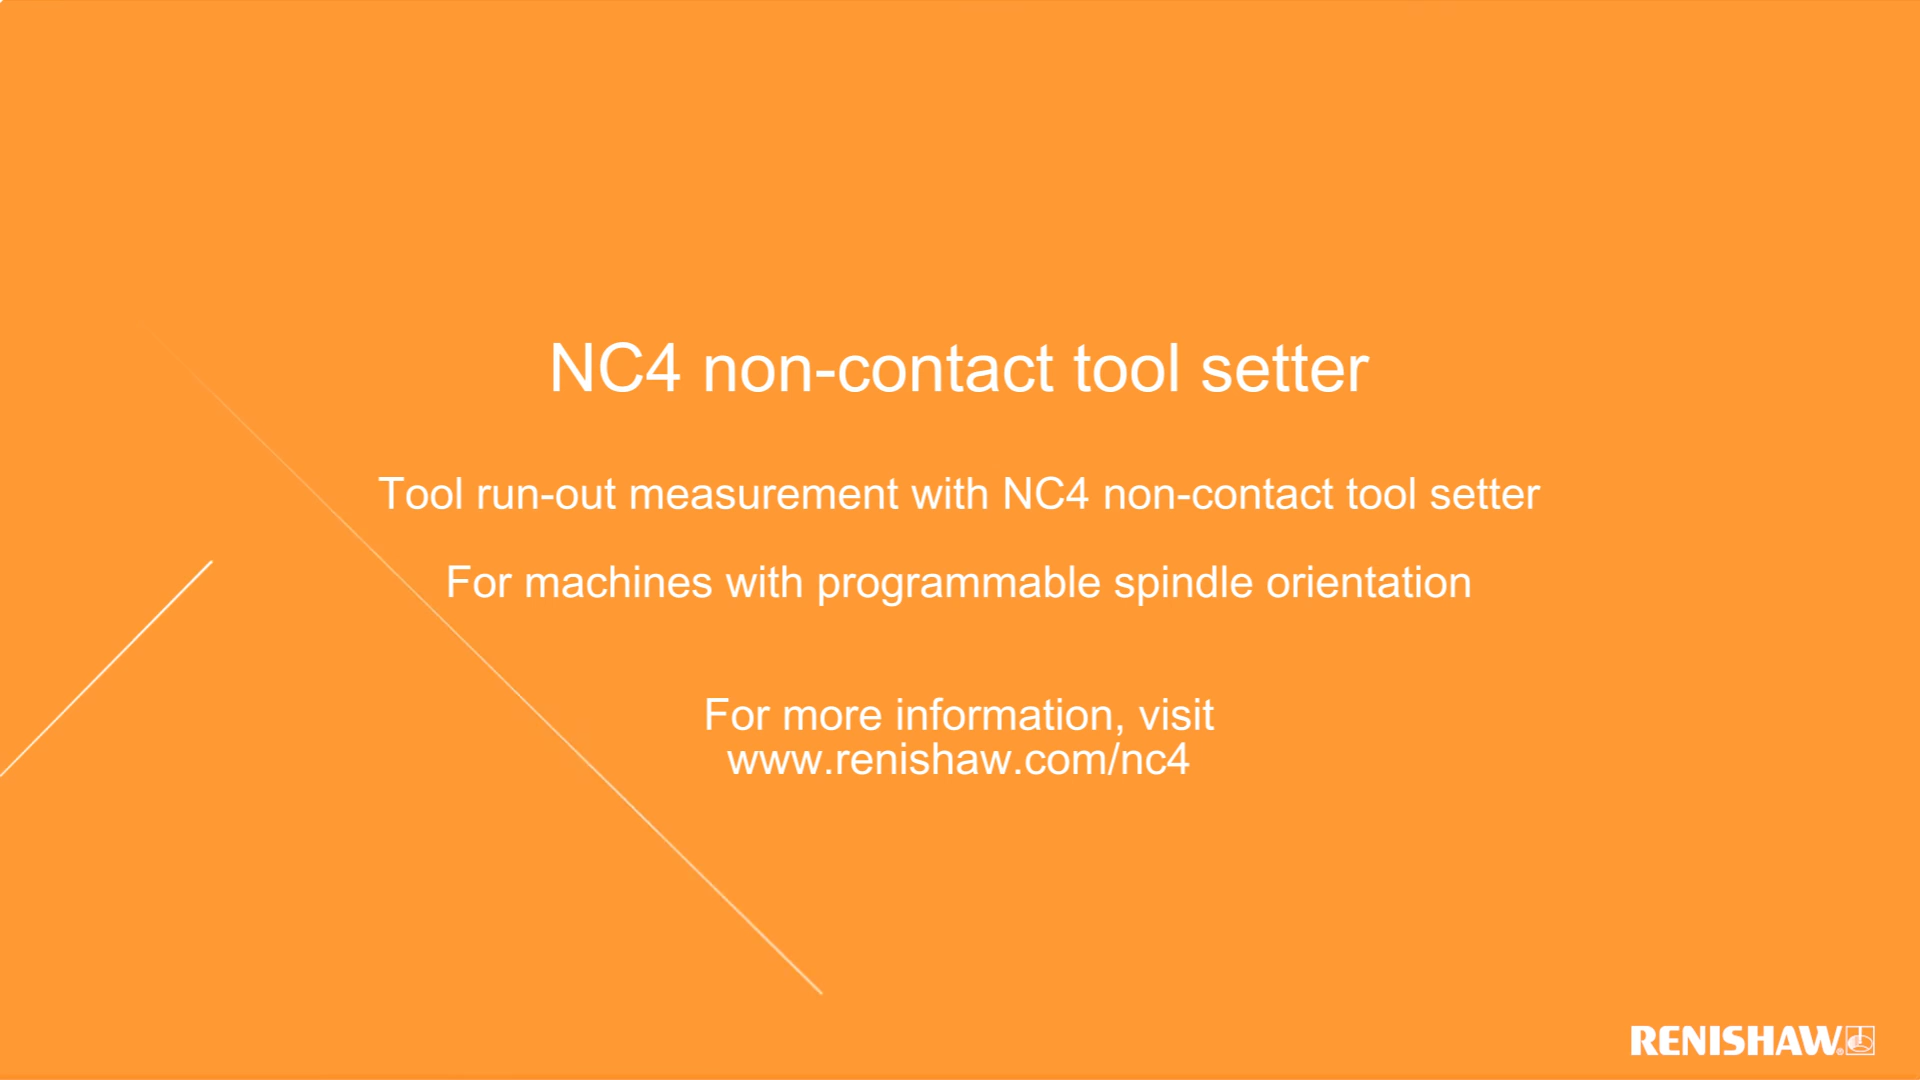 NC4 non-contact tool setter
Tool run-out measurement with NC4 non-contact tool setter
For machines with programmable spindle orientation
For more information, visit
www.renishaw.com/nc4
RENISHAW®